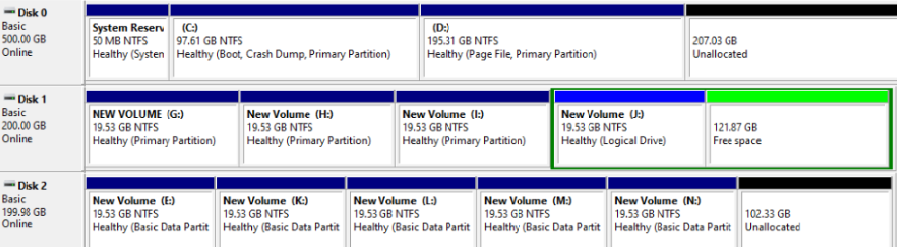 Disk 0
Basic
500.00 GB
Online
System Reserv
50 MB NTFS
Healthy (System
(C:)
97.61 GB NTFS
Healthy (Boot, Crash Dump, Primary Partition)
(D:)
195.31 GB NTFS
Healthy (Page File, Primary Partition)
207.03 GB
Unallocated
Disk 1
Basic
200.00 GB
Online
NEW VOLUME (G:)
19.53 GB NTFS
Healthy (Primary Partition)
New Volume (H:)
19.53 GB NTFS
Healthy (Primary Partition)
New Volume (I:)
19.53 GB NTFS
Healthy (Primary Partition)
New Volume (J:)
19.53 GB NTFS
Healthy (Logical Drive)
121.87 GB
Free space
Disk 2
Basic
199.98 GB
Online
New Volume (E:)
19.53 GB NTFS
Healthy (Basic Data Partit
New Volume (K:)
19.53 GB NTFS
Healthy (Basic Data Partit
New Volume (L:)
19.53 GB NTFS
Healthy (Basic Data Partit
New Volume (M:)
19.53 GB NTFS
Healthy (Basic Data Partit
New Volume (N:)
19.53 GB NTFS
Healthy (Basic Data Partit
102.33 GB
Unallocated